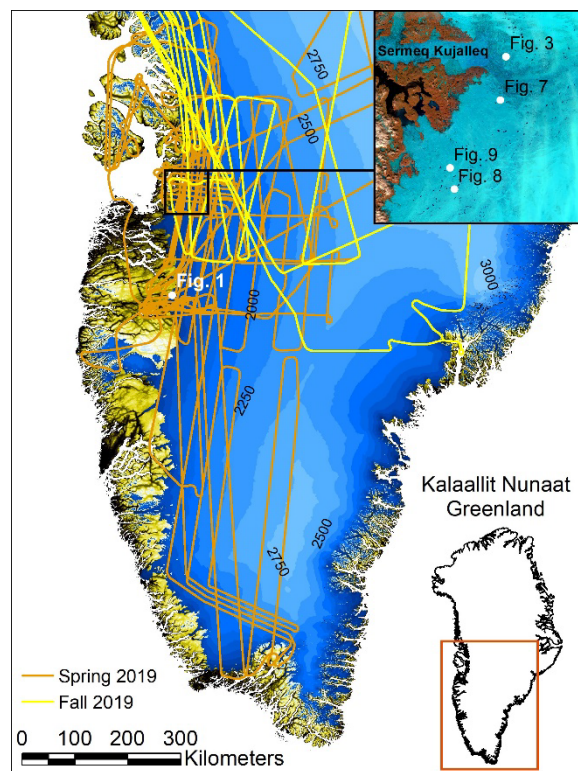 2750
2500
Sermeq Kujalleq
Fig. 3
Fig. 7
Fig. 9
Fig. 8
3000
Fig. 1
2000
2250
2500
2750
Kalaallit Nunaat
Greenland
Spring 2019
Fall 2019
0 50 100 200 300
Kilometers